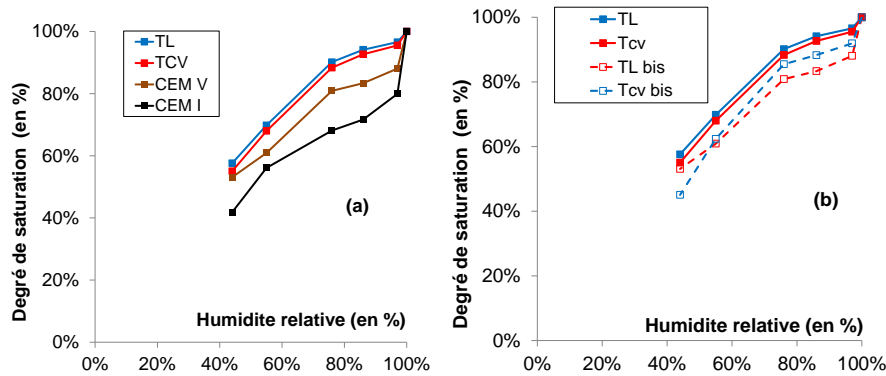 100%
80%
60%
40%
20%
0%
Degré de saturation (en %)
TL
TCV
CEM V
CEM I
(a)
Humidite relative (en %)
0% 20% 40% 60% 80% 100%
100%
80%
60%
40%
20%
0%
Degré de saturation (en %)
TL
Tcv
TL bis
Tcv bis
(b)
Humidite relative (en %)
0% 20% 40% 60% 80% 100%